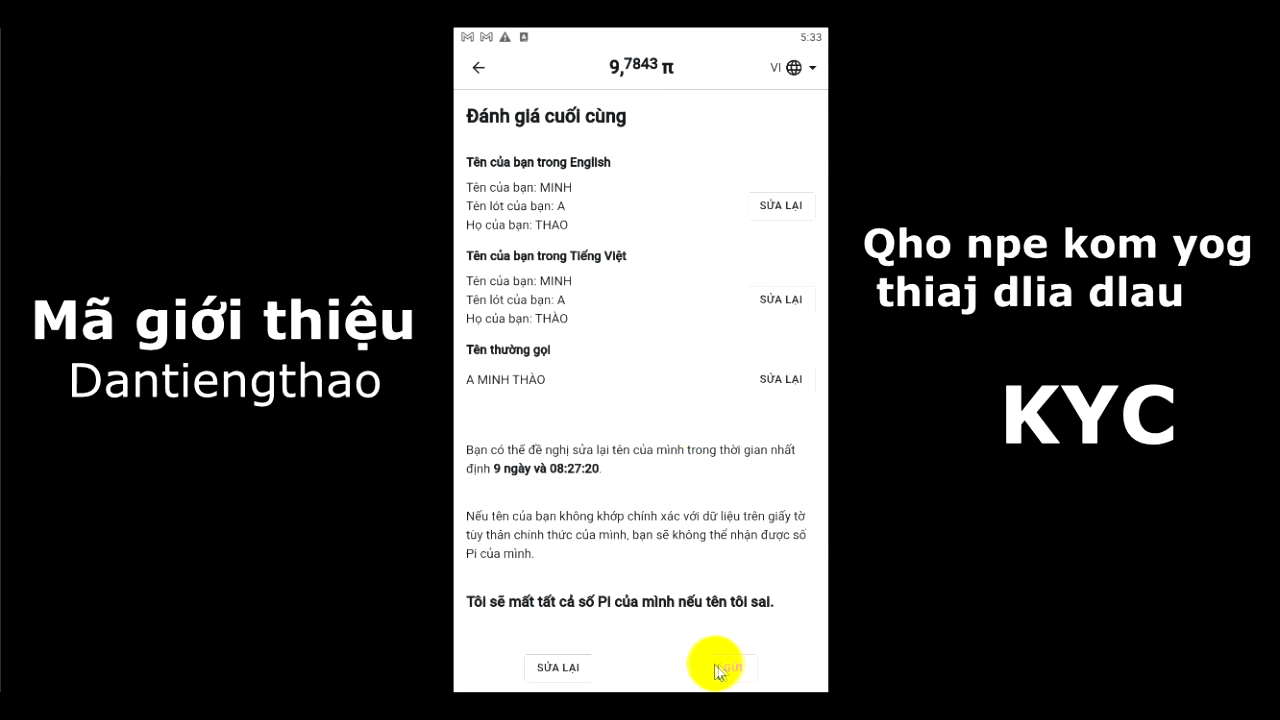 Mã giới thiệu
Dantiengthao
5:33
9,7843 π
VI
Đánh giá cuối cùng
Tên của bạn trong English
Tên của bạn: MINH
Tên lót của bạn: A
Họ của bạn: THAO
SỬA LẠI
Tên của bạn trong Tiếng Việt
Tên của bạn: MINH
Tên lót của bạn: A
Họ của bạn: THÀO
SỬA LẠI
Tên thường gọi
A MINH THÀO
SỬA LẠI
Bạn có thể đề nghị sửa lại tên của mình trong thời gian nhất
định 9 ngày và 08:27:20.
Nếu tên của bạn không khớp chính xác với dữ liệu trên giấy tờ
tùy thân chính thức của mình, bạn sẽ không thể nhận được số
Pi của mình.
Tôi sẽ mất tất cả số Pi của mình nếu tên tôi sai.
SỬA LẠI
Qho npe kom yog
thiaj dlia dlau
KYC